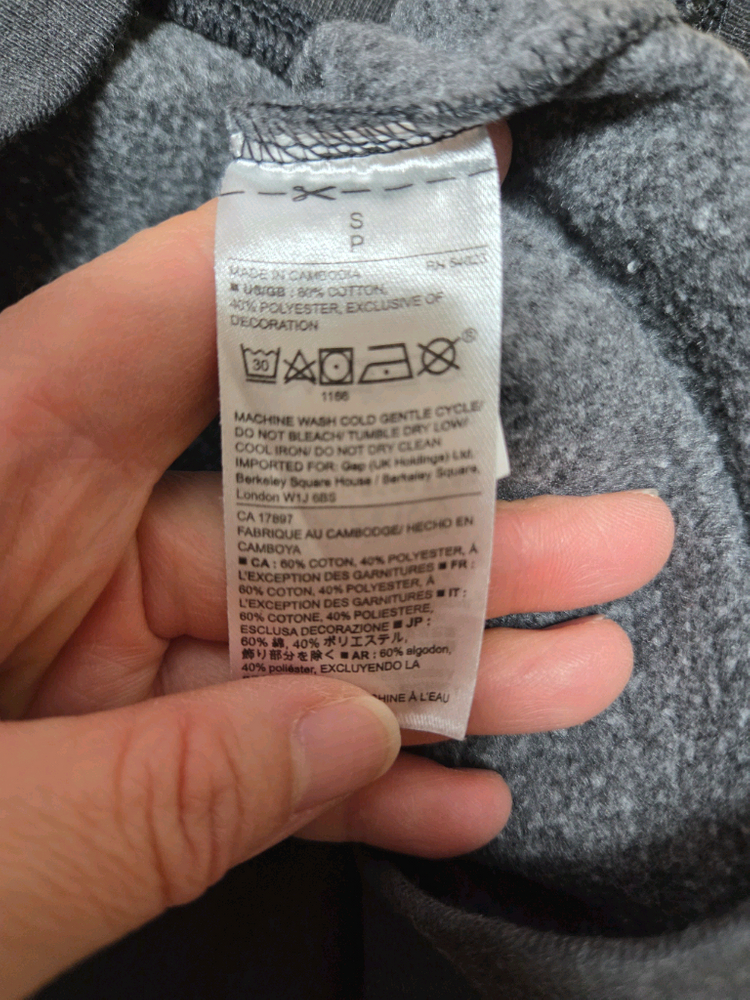 S
P
MADE IN CAMBODIA RN 54023
■ US/GB : 60% COTTON,
40% POLYESTER, EXCLUSIVE OF
DECORATION
30
1166
MACHINE WASH COLD GENTLE CYCLE/
DO NOT BLEACH/ TUMBLE DRY LOW/
COOL IRON/ DO NOT DRY CLEAN
IMPORTED FOR: Gap (UK Holdings) Ltd,
Berkeley Square House / Berkeley Square,
London W1J 6BS
CA 17897
FABRIQUE AU CAMBODGE/ HECHO EN
CAMBOYA
■ CA : 60% COTON, 40% POLYESTER, À
L'EXCEPTION DES GARNITURES ■ FR :
60% COTON, 40% POLYESTER, À
L'EXCEPTION DES GARNITURES ■ IT :
60% COTONE, 40% POLIESTERE,
ESCLUSA DECORAZIONE ■ JP :
60% 綿, 40% ポリエステル,
飾り部分を除く ■ AR : 60% algodon,
40% poliéster, EXCLUYENDO LA
À L'EAU